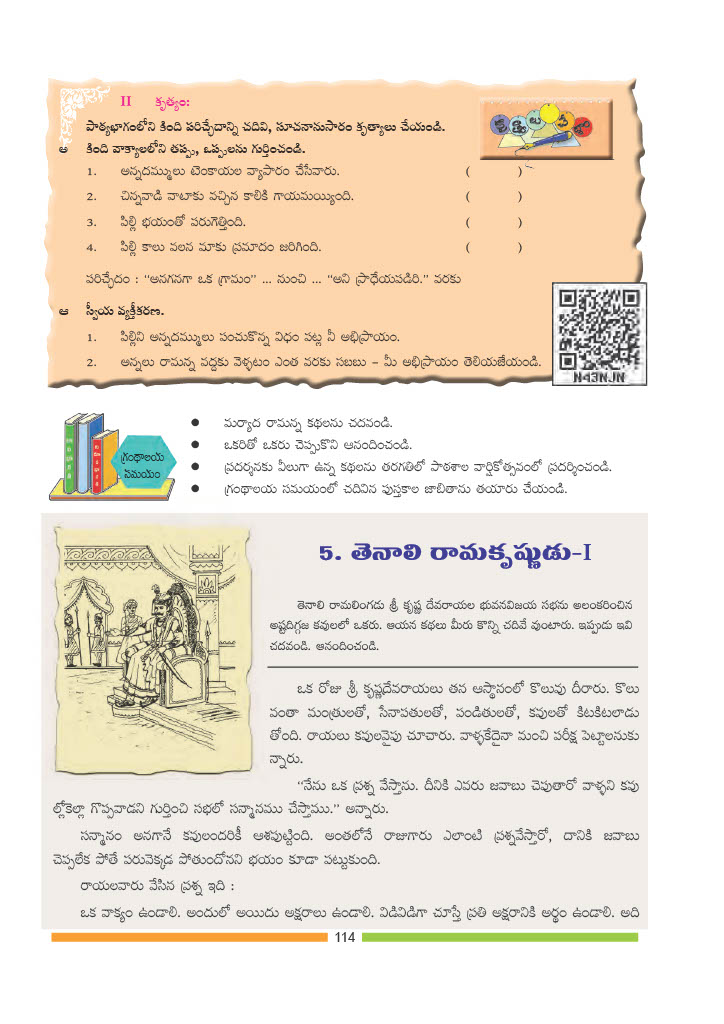 II కృత్యం:
పాఠ్యభాగంలోని కింది పరిచ్ఛేదాన్ని చదివి, సూచనానుసారం కృత్యాలు చేయండి.
అ కింది వాక్యాలలోని తప్పు, ఒప్పులను గుర్తించండి.
1. అన్నదమ్ములు టెంకాయల వ్యాపారం చేసేవారు. ( )
2. చిన్నవాడి వాటాకు వచ్చిన కాలికి గాయమయ్యింది. ( )
3. పిల్లి భయంతో పరుగెత్తింది. ( )
4. పిల్లి కాలు వలన మాకు ప్రమాదం జరిగింది. ( )
పరిచ్ఛేదం : “అనగనగా ఒక గ్రామం” ... నుంచి ... “అని ప్రాధేయపడిరి.” వరకు
ఆ స్వీయ వ్యక్తీకరణ.
1. పిల్లిని అన్నదమ్ములు పంచుకొన్న విధం పట్ల నీ అభిప్రాయం.
2. అన్నలు రామన్న వద్దకు వెళ్ళటం ఎంత వరకు సబబు – మీ అభిప్రాయం తెలియజేయండి.
N43NJN
గ్రంథాలయ
సమయం
● మర్యాద రామన్న కథలను చదవండి.
● ఒకరితో ఒకరు చెప్పుకొని ఆనందించండి.
● ప్రదర్శనకు వీలుగా ఉన్న కథలను తరగతిలో పాఠశాల వార్షికోత్సవంలో ప్రదర్శించండి.
● గ్రంథాలయ సమయంలో చదివిన పుస్తకాల జాబితాను తయారు చేయండి.
5. తెనాలి రామకృష్ణుడు-I
తెనాలి రామలింగడు శ్రీ కృష్ణ దేవరాయల భువనవిజయ సభను అలంకరించిన
అష్టదిగ్గజ కవులలో ఒకరు. ఆయన కథలు మీరు కొన్ని చదివే వుంటారు. ఇప్పుడు ఇవి
చదవండి. ఆనందించండి.
ఒక రోజు శ్రీ కృష్ణదేవరాయలు తన ఆస్థానంలో కొలువు దీరారు. కొలు
వంతా మంత్రులతో, సేనాపతులతో, పండితులతో, కవులతో కిటకిటలాడు
తోంది. రాయలు కవులవైపు చూచారు. వాళ్ళకేదైనా మంచి పరీక్ష పెట్టాలనుకు
న్నారు.
“నేను ఒక ప్రశ్న వేస్తాను. దీనికి ఎవరు జవాబు చెపుతారో వాళ్ళని కవు
ల్లోకెల్లా గొప్పవాడని గుర్తించి సభలో సన్మానము చేస్తాము.” అన్నారు.
సన్మానం అనగానే కవులందరికీ ఆశపుట్టింది. అంతలోనే రాజుగారు ఎలాంటి ప్రశ్నవేస్తారో, దానికి జవాబు
చెప్పలేక పోతే పరువెక్కడ పోతుందోనని భయం కూడా పట్టుకుంది.
రాయలవారు వేసిన ప్రశ్న ఇది :
ఒక వాక్యం ఉండాలి. అందులో అయిదు అక్షరాలు ఉండాలి. విడివిడిగా చూస్తే ప్రతి అక్షరానికి అర్థం ఉండాలి. అది
114